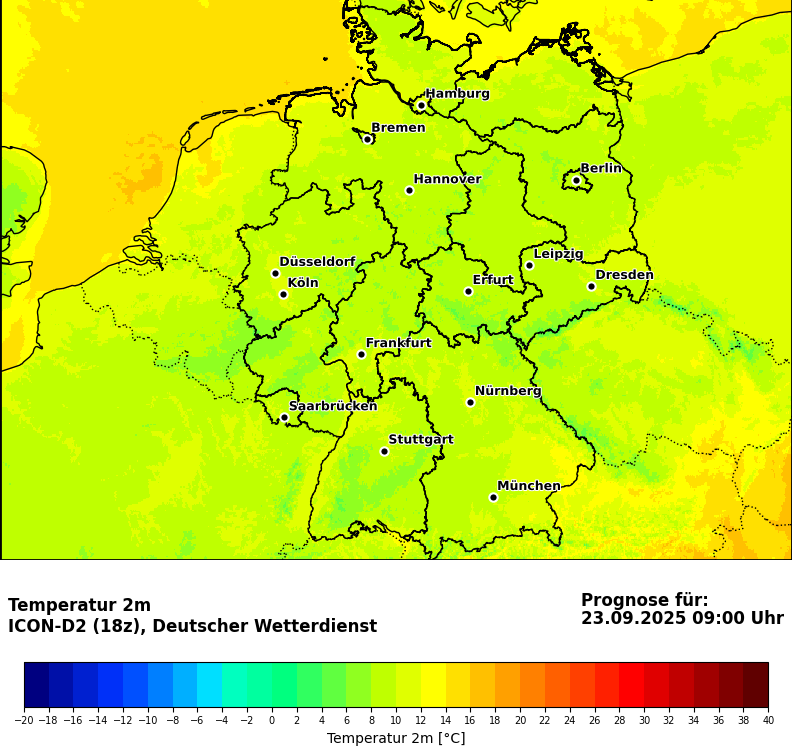 Hamburg
Bremen
Berlin
Hannover
Leipzig
Düsseldorf
Dresden
Köln
Erfurt
Frankfurt
Nürnberg
Saarbrücken
Stuttgart
München
Temperatur 2m
ICON-D2 (18z), Deutscher Wetterdienst
Prognose für:
23.09.2025 09:00 Uhr
−20 −18 −16 −14 −12 −10 −8 −6 −4 −2 0 2 4 6 8 10 12 14 16 18 20 22 24 26 28 30 32 34 36 38 40
Temperatur 2m [°C]